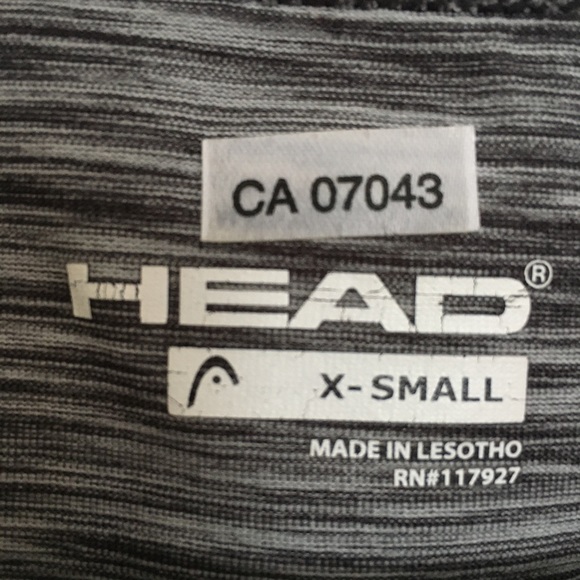 CA 07043
HEAD®
X-SMALL
MADE IN LESOTHO
RN#117927